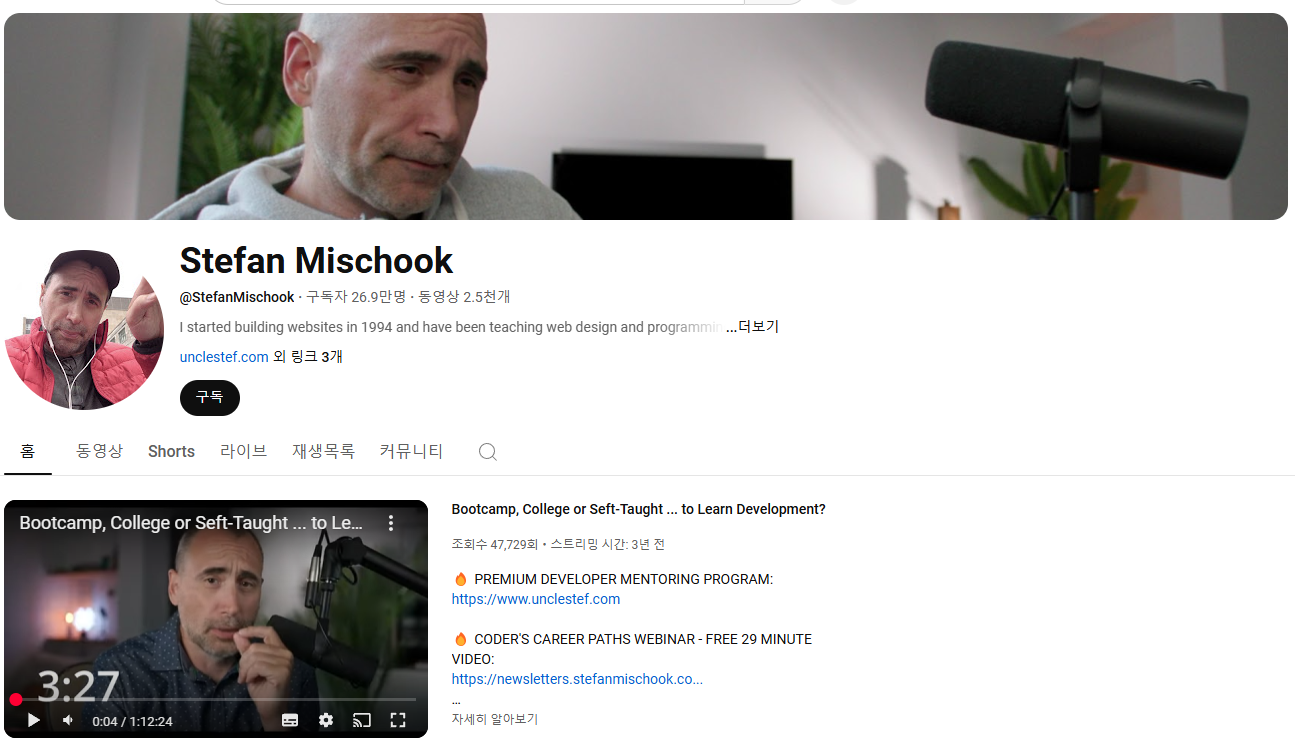 Stefan Mischook
@StefanMischook · 구독자 26.9만명 · 동영상 2.5천개
I started building websites in 1994 and have been teaching web design and programmin ...더보기
unclestef.com 외 링크 3개
구독
홈 동영상 Shorts 라이브 재생목록 커뮤니티
Bootcamp, College or Seft-Taught ... to Le...
3:27
0:04 / 1:12:24
Bootcamp, College or Seft-Taught ... to Learn Development?
조회수 47,729회 • 스트리밍 시간: 3년 전
🔥 PREMIUM DEVELOPER MENTORING PROGRAM:
https://www.unclestef.com
🔥 CODER'S CAREER PATHS WEBINAR - FREE 29 MINUTE
VIDEO:
https://newsletters.stefanmischook.co...
...
자세히 알아보기